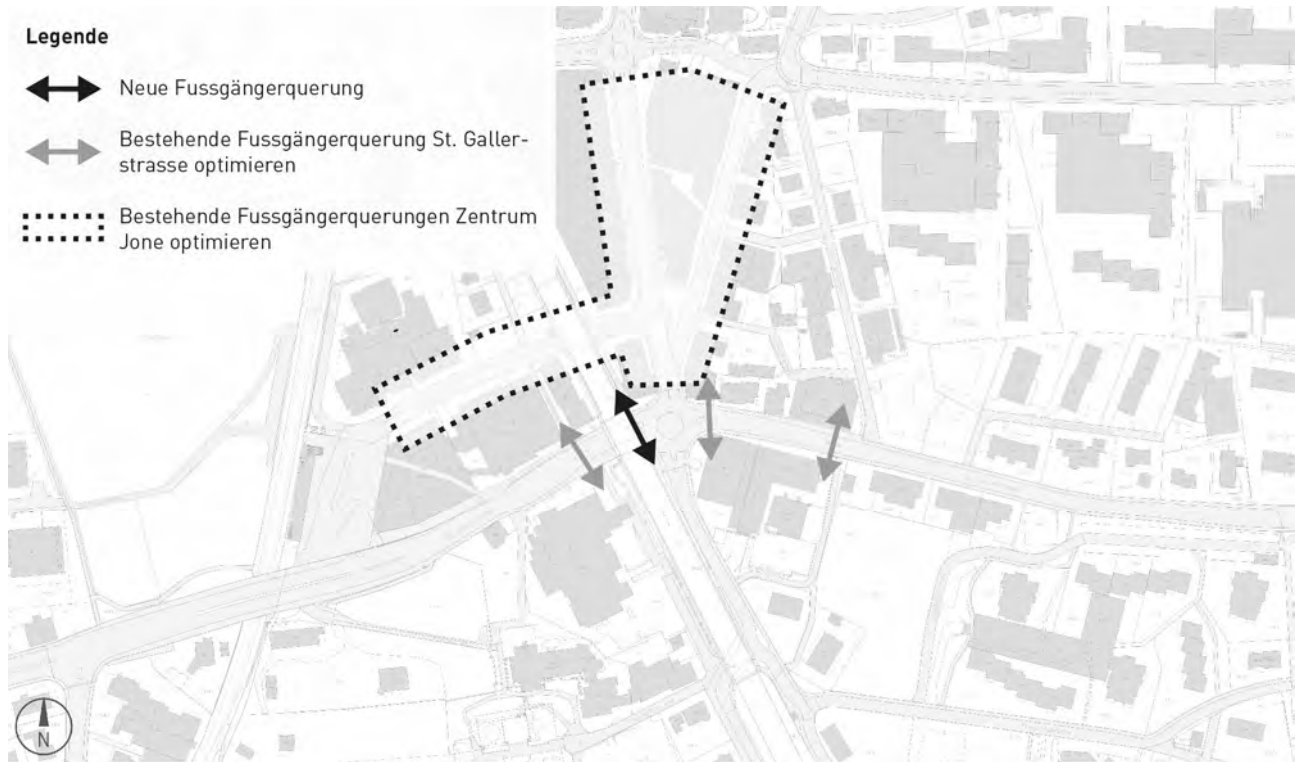 Legende
Neue Fussgängerquerung
Bestehende Fussgängerquerung St. Galler-
strasse optimieren
Bestehende Fussgängerquerungen Zentrum
Jone optimieren
N